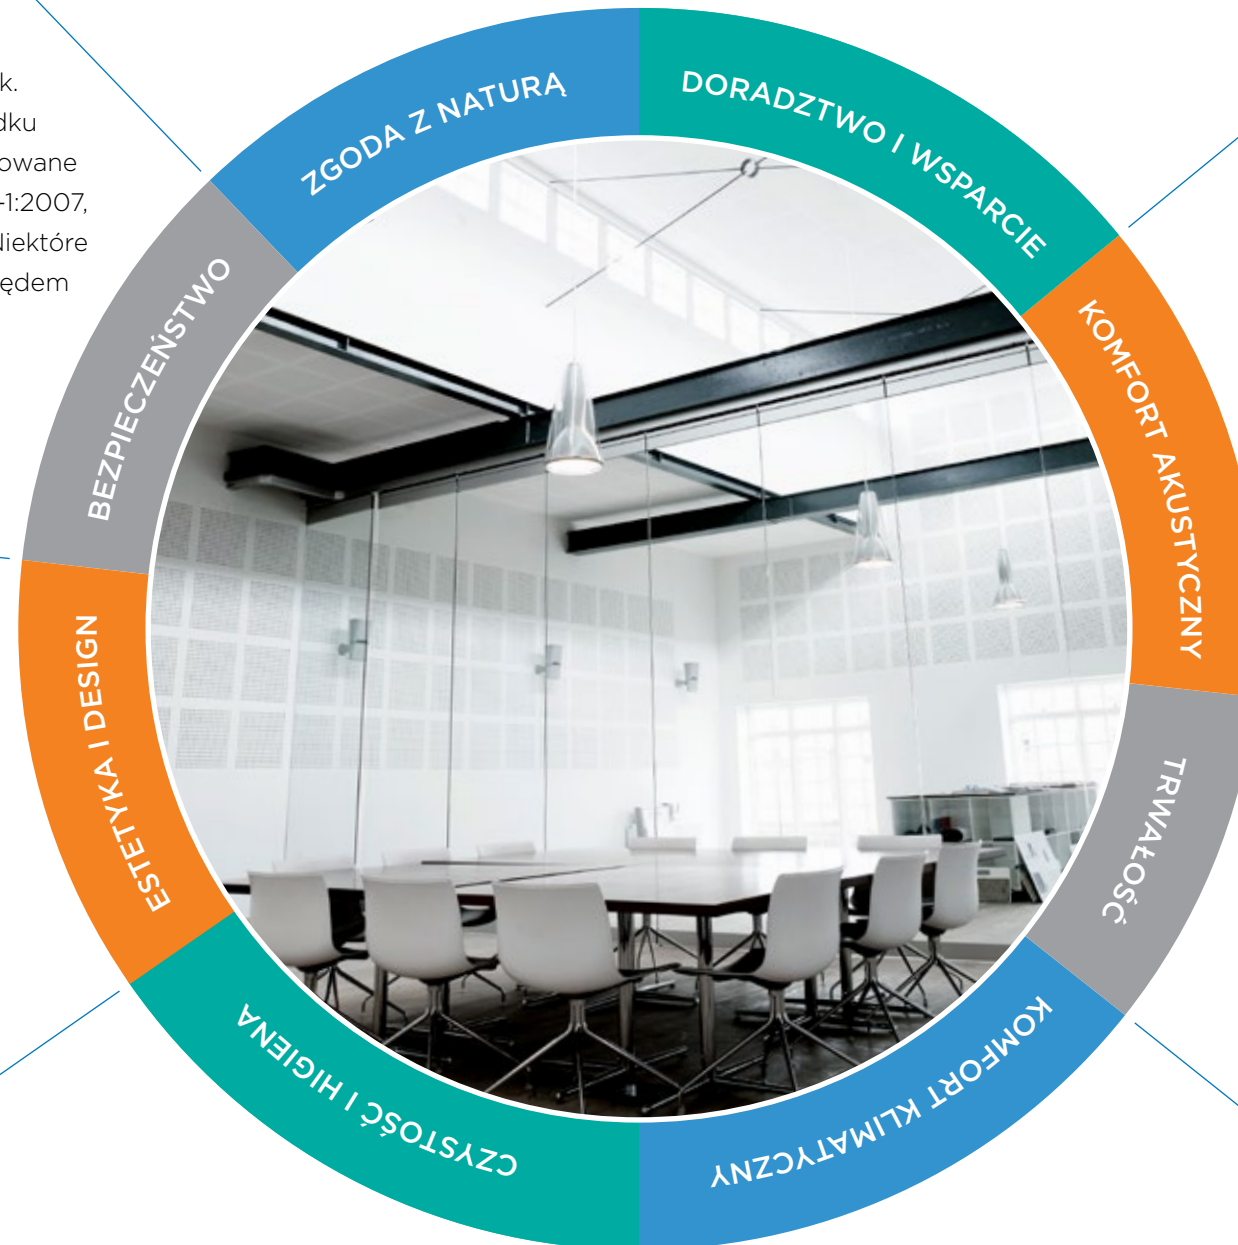 k.
dku
owane
-1:2007,
Niektóre
ędem
ZGODA Z NATURĄ
DORADZTWO I WSPARCIE
KOMFORT AKUSTYCZNY
TRWAŁOŚĆ
KOMFORT KLIMATYCZNY
CZYSTOŚĆ I HIGIENA
ESTETYKA I DESIGN
BEZPIECZEŃSTWO